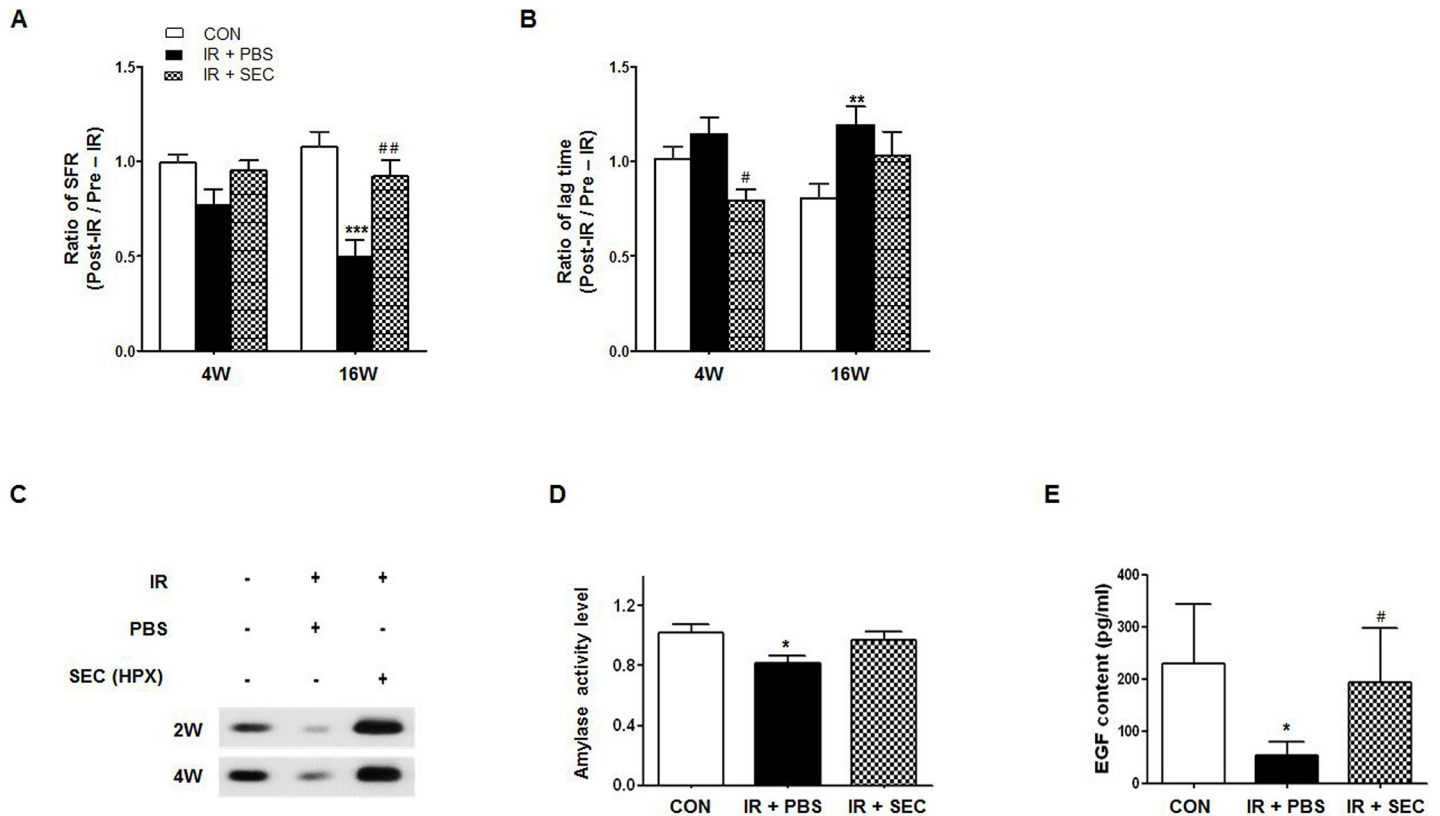 A
CON
IR + PBS
IR + SEC
Ratio of SFR
(Post-IR / Pre – IR)
1.5
1.0
0.5
0.0
***
##
4W
16W
B
Ratio of lag time
(Post-IR / Pre – IR)
1.5
1.0
0.5
0.0
#
**
4W
16W
C
IR - + +
PBS - + -
SEC (HPX) - - +
2W
4W
D
Amylase activity level
1.2
0.8
0.4
0.0
*
CON IR + PBS IR + SEC
E
EGF content (pg/ml)
400
300
200
100
0
*
#
CON IR + PBS IR + SEC